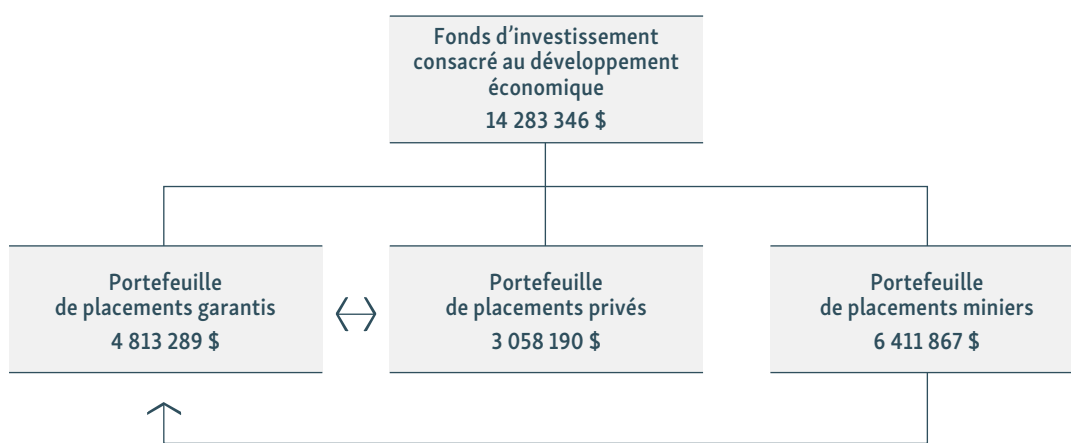 Fonds d’investissement
consacré au développement
économique
14 283 346 $
Portefeuille
de placements garantis
4 813 289 $
Portefeuille
de placements privés
3 058 190 $
Portefeuille
de placements miniers
6 411 867 $